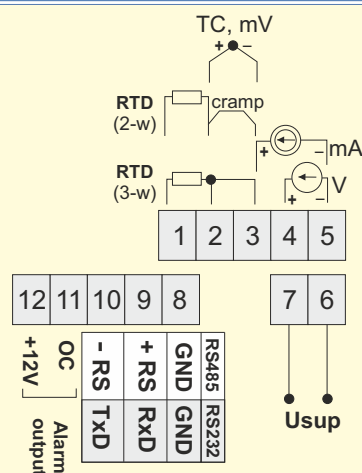 TC, mV
+ –
RTD
(2-w)
cramp
+ – mA
RTD
(3-w)
V
+ –
1 2 3 4 5
12 11 10 9 8
7 6
+12V
OC
- RS
+ RS
GND
RS485
TxD
RxD
GND
RS232
Alarm
output
Usup